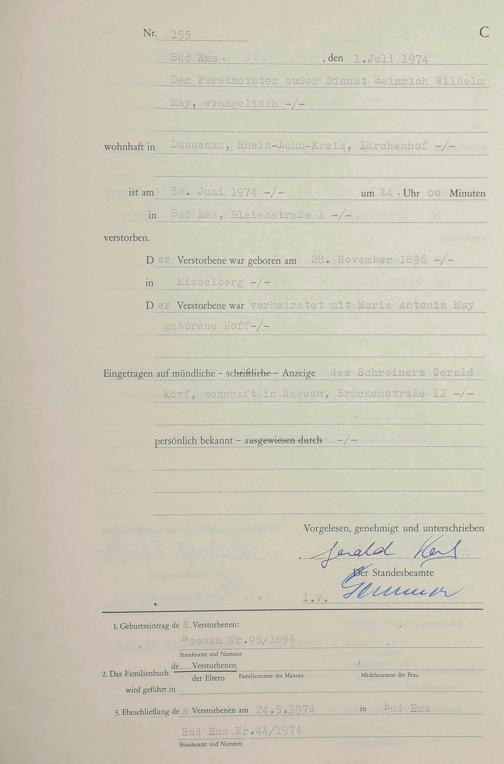 Nr. 155
C
Bad Ems. , den 1.Juli 1974
Der Forstmeister außer Dienst Heinrich Wilhelm
May, evangelisch -/-
wohnhaft in Dausenau, Rhein-Lahn-Kreis, Lärchenhof -/-
ist am 30. Juni 1974 -/- um 14 . Uhr 00 Minuten
in Bad Ems, Bleichstraße 1 -/-
verstorben.
Der Verstorbene war geboren am 28. November 1896 -/-
in Misselberg -/-
Der Verstorbene war verheiratet mit Maria Antonie May
geborene Hoff-/-
Eingetragen auf mündliche - schriftliche - Anzeige des Schreiners Gerald
Korf, wohnhaft in Nassau, Brückenstraße 12 -/-
persönlich bekannt - ausgewiesen durch -/-
Vorgelesen, genehmigt und unterschrieben
Gerald Korf
Der Standesbeamte
I.V.
1. Geburtseintrag des Verstorbenen:
Nassau Nr.95/1896
Standesamt und Nummer
de Verstorbenen /
2. Das Familienbuch der Eltern Familienname des Mannes Mädchenname der Frau
wird geführt in
3. Eheschließung des Verstorbenen am 24.5.1974 in Bad Ems
Bad Ems Nr.44/1974
Standesamt und Nummer